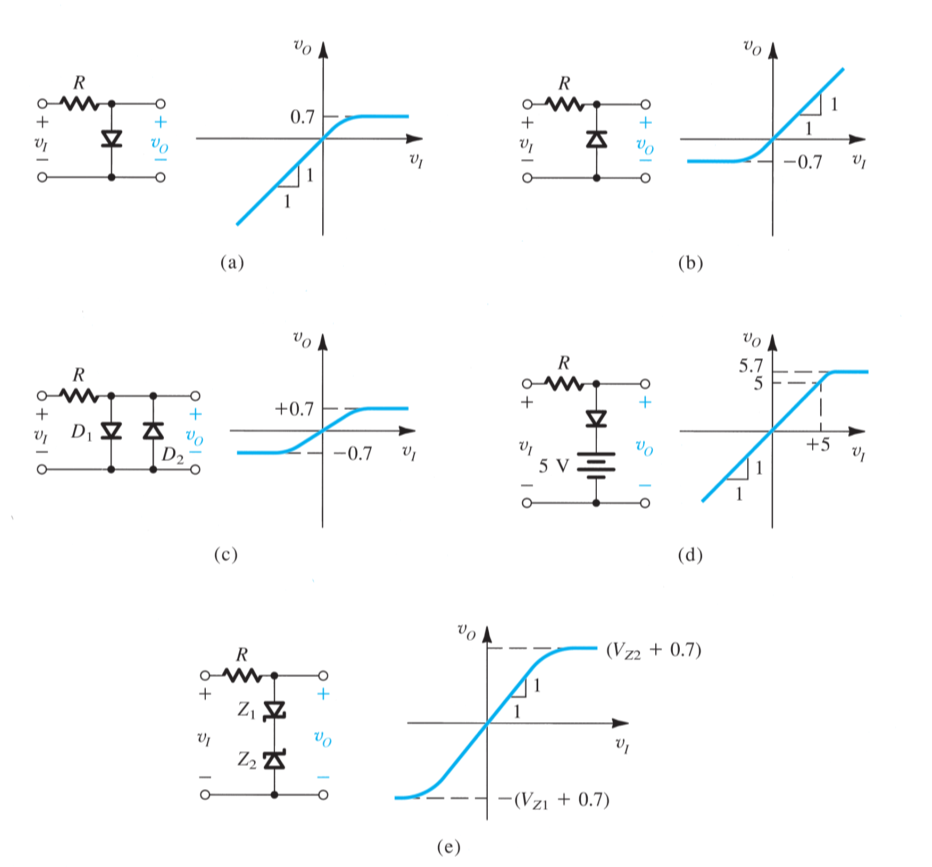 v_O
R
+
+
0.7
v_I
v_O
−
−
v_I
1
1
(a)
v_O
R
+
+
1
v_I
v_O
1
−
−
−0.7
v_I
(b)
v_O
R
+0.7
+
+
v_I
D_1
v_O
−
−
D_2
−0.7
v_I
(c)
v_O
R
5.7
5
+
+
v_I
v_O
5 V
+5
v_I
1
1
−
−
(d)
v_O
R
(V_Z2 + 0.7)
+
+
Z_1
1
1
v_I
v_O
v_I
Z_2
−
−
−(V_Z1 + 0.7)
(e)